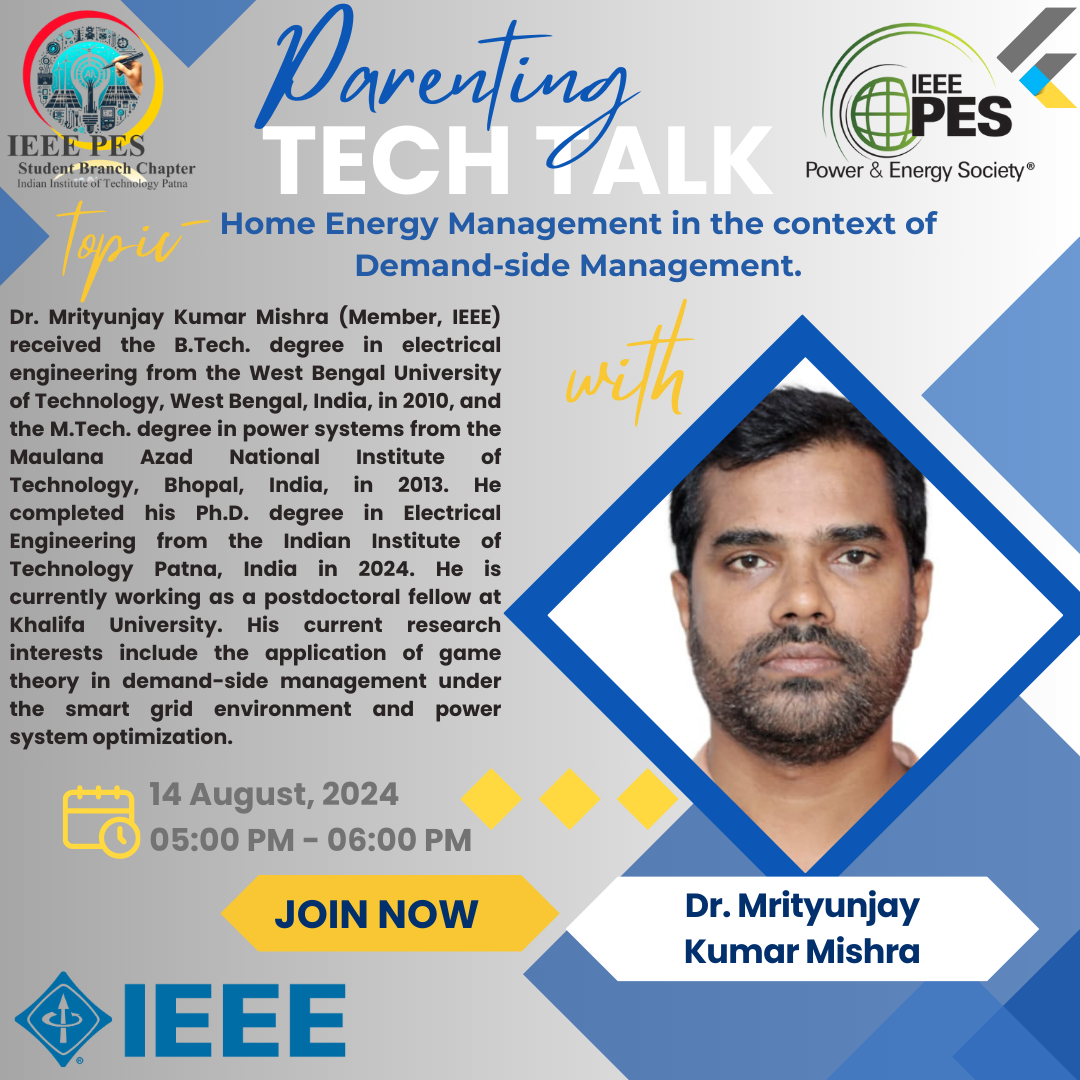 IEEE PES
Student Branch Chapter
Indian Institute of Technology Patna
Parenting
TECH TALK
IEEE
PES
Power & Energy Society®
Topic-
Home Energy Management in the context of
Demand-side Management.
Dr. Mrityunjay Kumar Mishra (Member, IEEE)
received the B.Tech. degree in electrical
engineering from the West Bengal University
of Technology, West Bengal, India, in 2010, and
the M.Tech. degree in power systems from the
Maulana Azad National Institute of
Technology, Bhopal, India, in 2013. He
completed his Ph.D. degree in Electrical
Engineering from the Indian Institute of
Technology Patna, India in 2024. He is
currently working as a postdoctoral fellow at
Khalifa University. His current research
interests include the application of game
theory in demand-side management under
the smart grid environment and power
system optimization.
with
14 August, 2024
05:00 PM - 06:00 PM
JOIN NOW
Dr. Mrityunjay
Kumar Mishra
IEEE